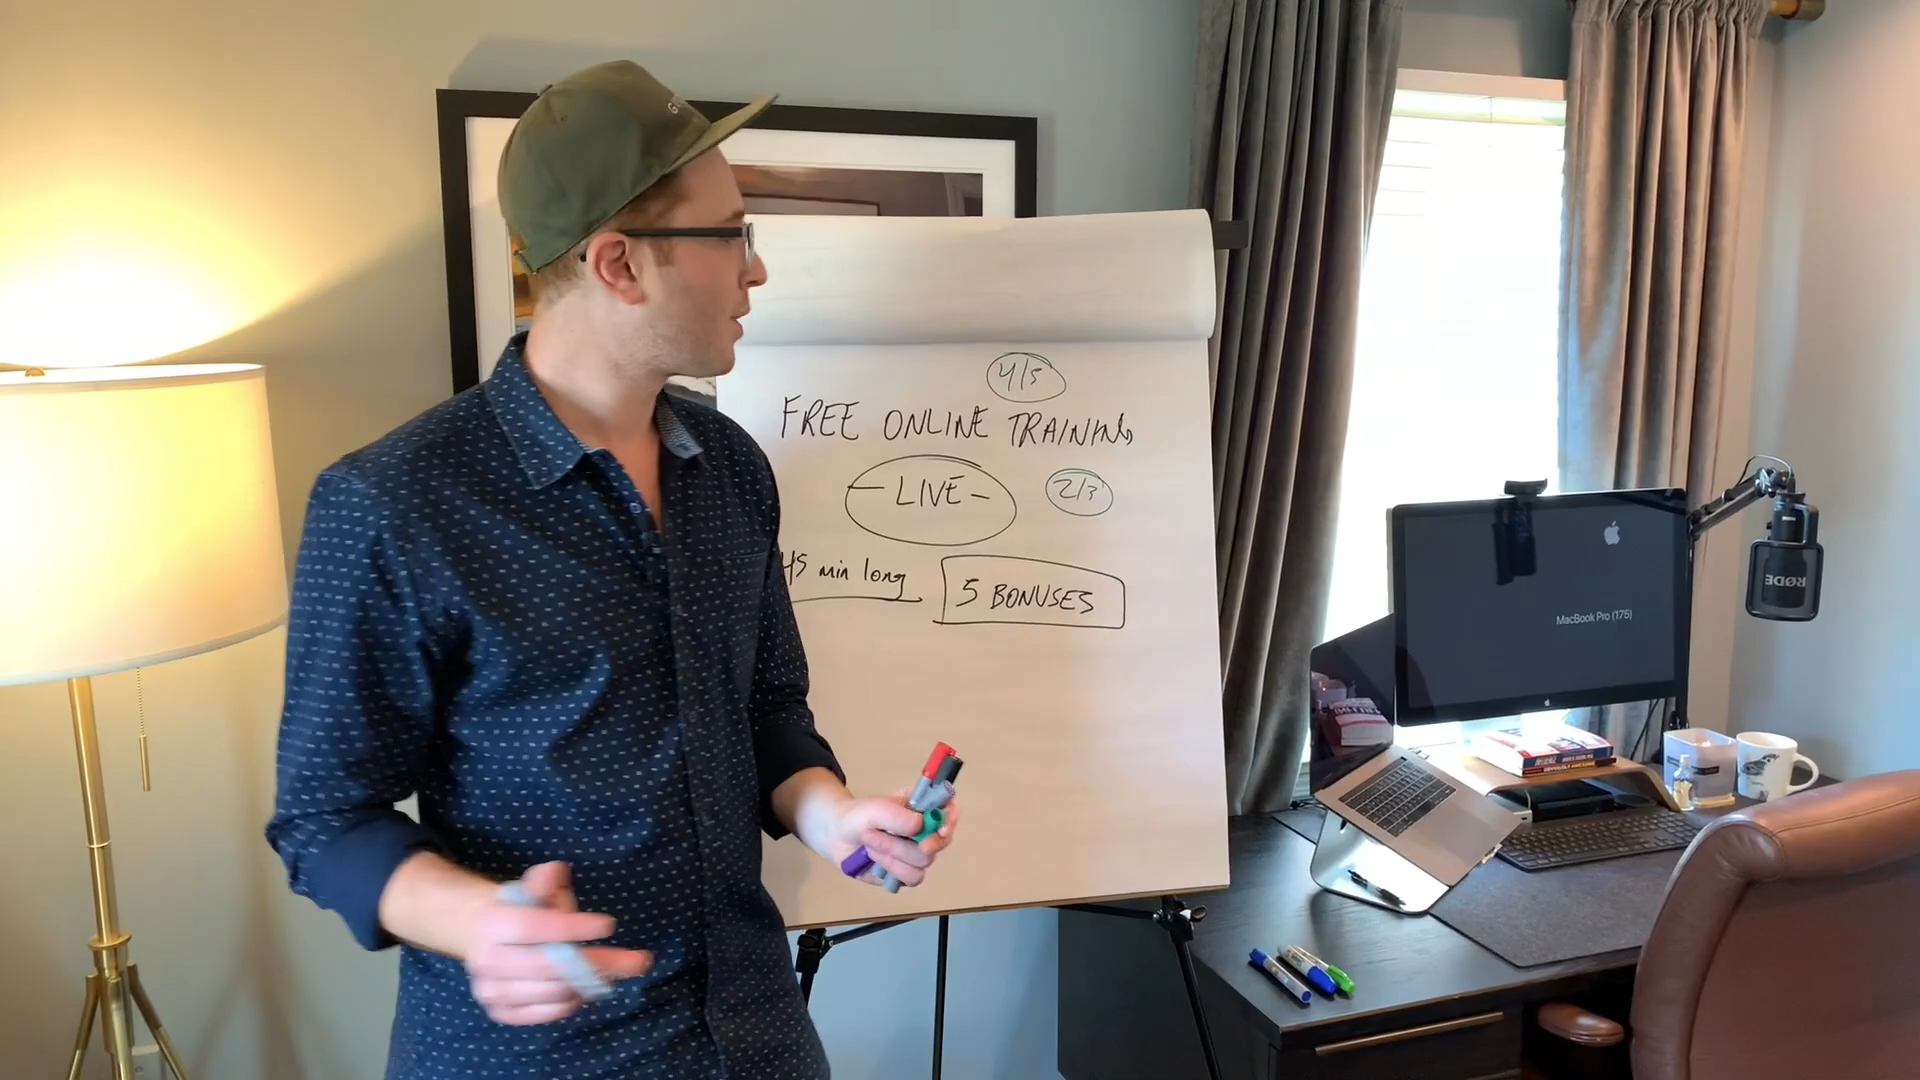 4/5
FREE ONLINE TRAINING
- LIVE -
2/3
45 min long
5 BONUSES
MacBook Pro (175)
RØDE